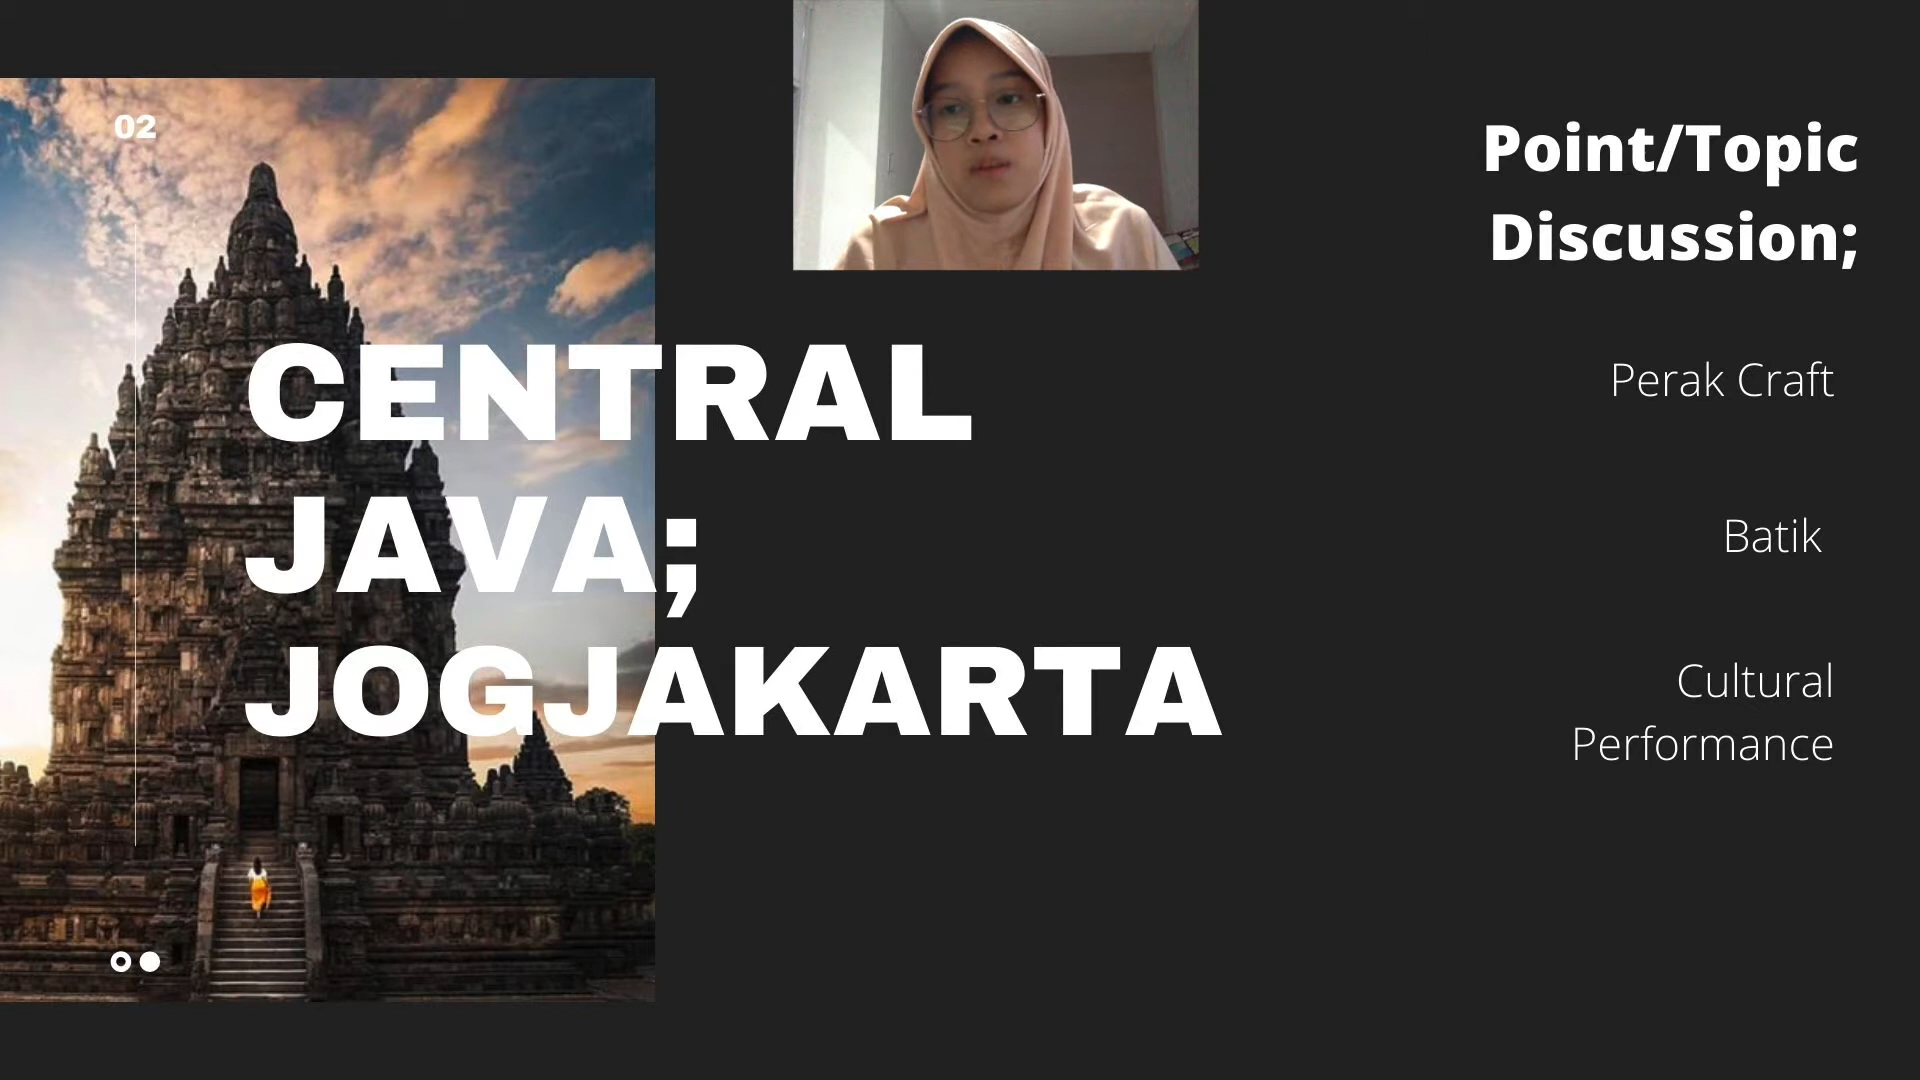 02
CENTRAL
JAVA;
JOGJAKARTA
Point/Topic
Discussion;
Perak Craft
Batik
Cultural
Performance